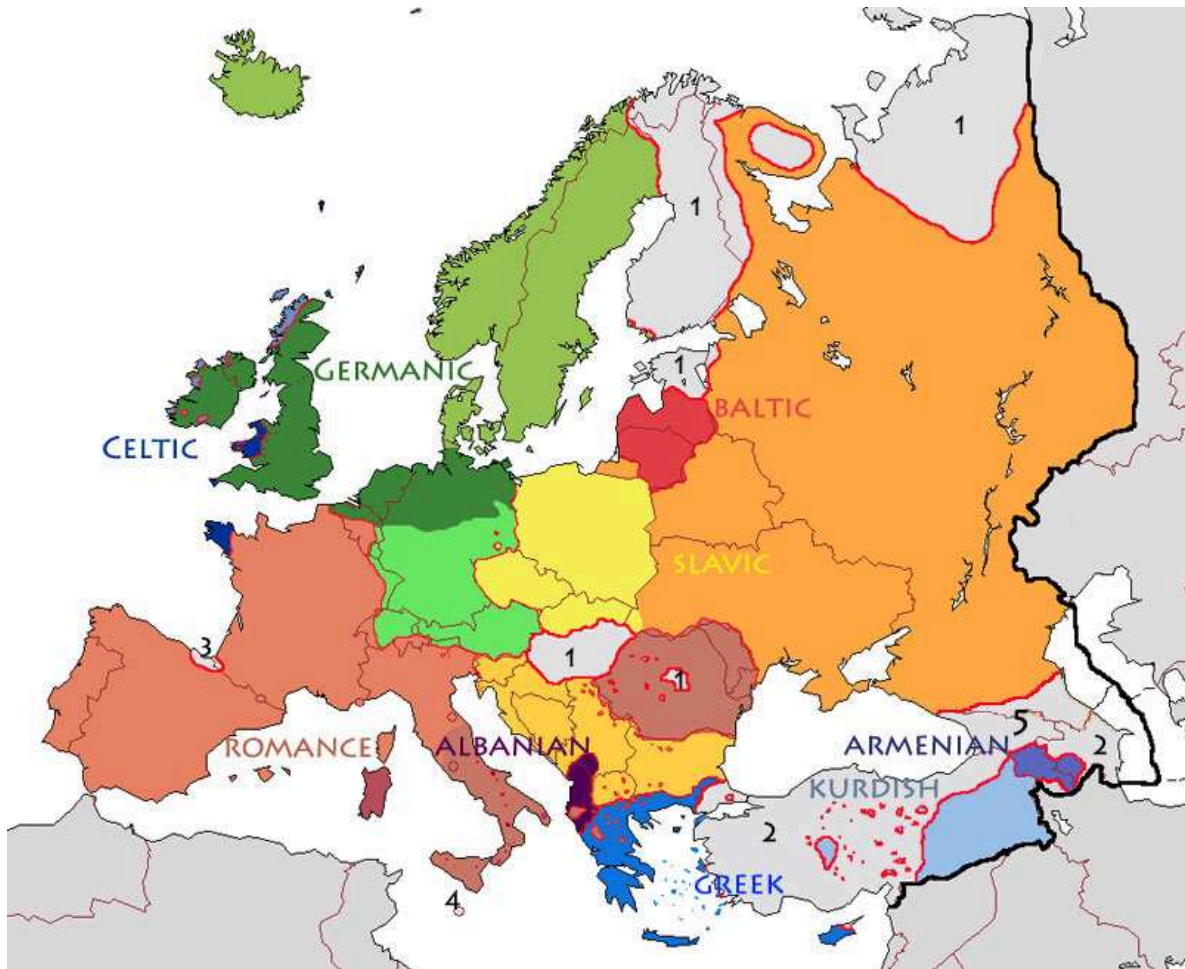 1
1
GERMANIC
1
BALTIC
CELTIC
SLAVIC
3
1
1
5
ROMANCE
ALBANIAN
ARMENIAN
2
KURDISH
2
GREEK
4